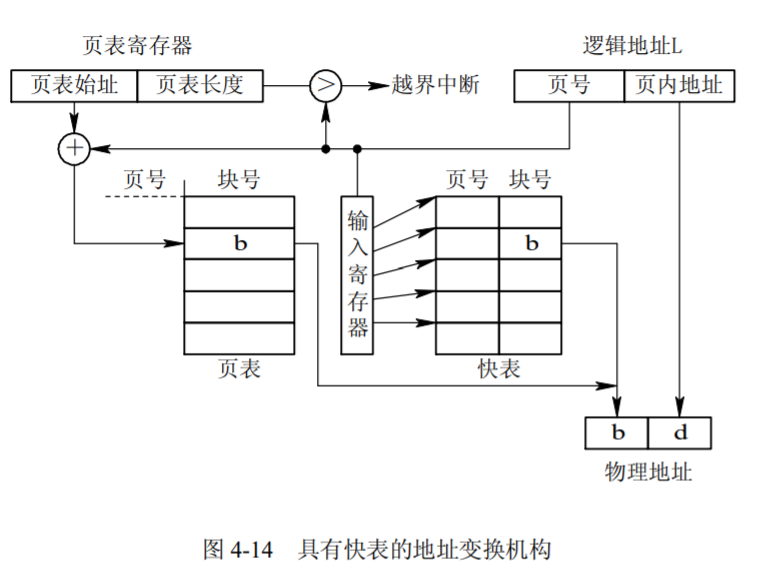 页表寄存器
逻辑地址L
页表始址 页表长度 > 越界中断 页号 页内地址
+
页号 块号 页号 块号
输入寄存器
b b
页表 快表
b d
物理地址
图 4-14 具有快表的地址变换机构